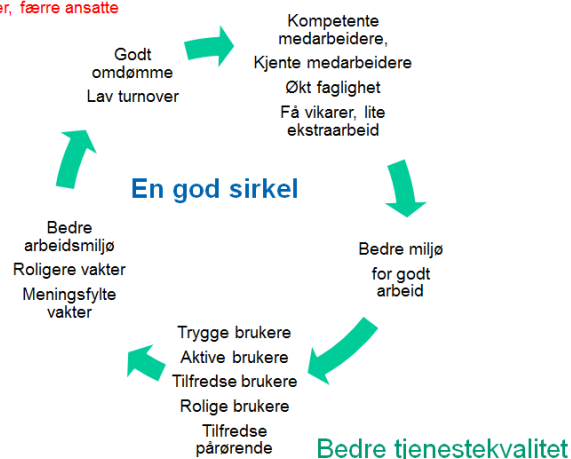 er, færre ansatte
Kompetente
medarbeidere,
Kjente medarbeidere
Økt faglighet
Få vikarer, lite
ekstraarbeid
Godt
omdømme
Lav turnover
En god sirkel
Bedre miljø
for godt
arbeid
Bedre
arbeidsmiljø
Roligere vakter
Meningsfylte
vakter
Trygge brukere
Aktive brukere
Tilfredse brukere
Rolige brukere
Tilfredse
pårørende
Bedre tjenestekvalitet